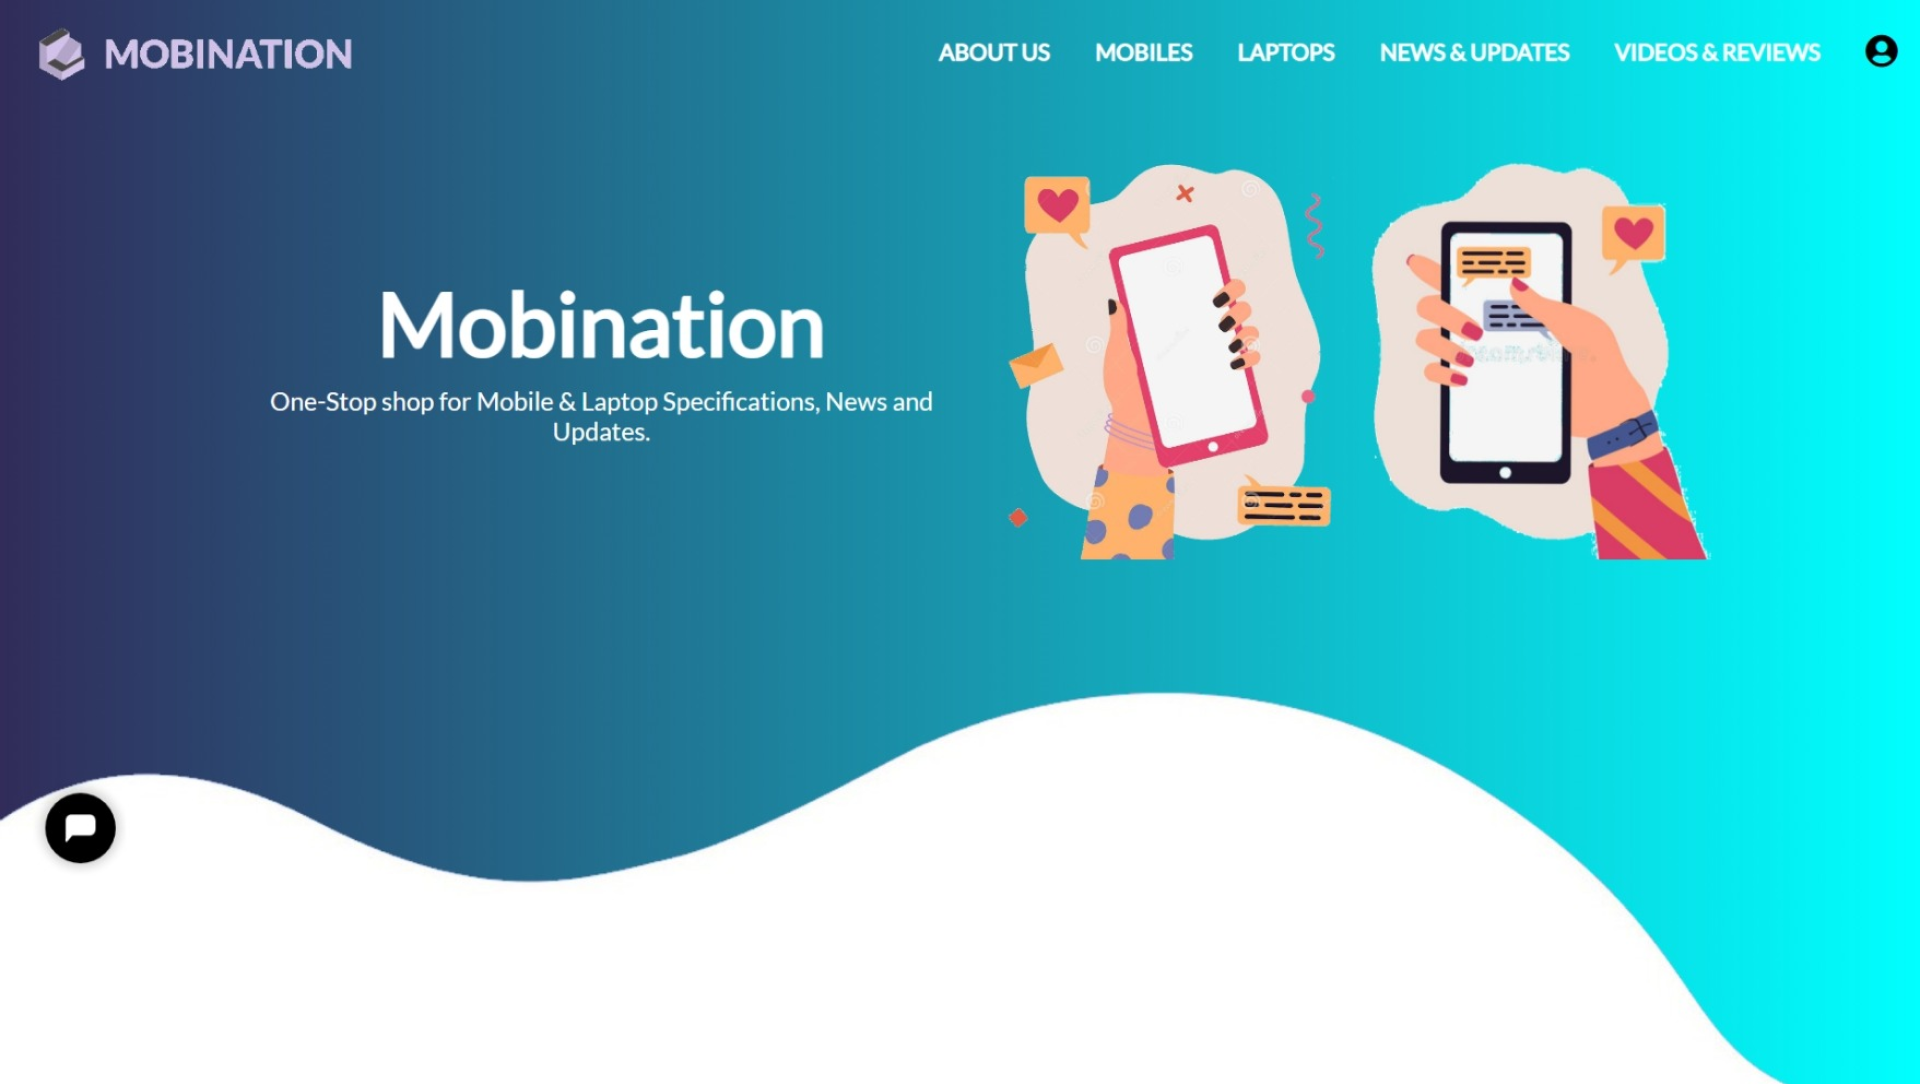 MOBINATION
ABOUT US
MOBILES
LAPTOPS
NEWS & UPDATES
VIDEOS & REVIEWS
Mobination
One-Stop shop for Mobile & Laptop Specifications, News and
Updates.